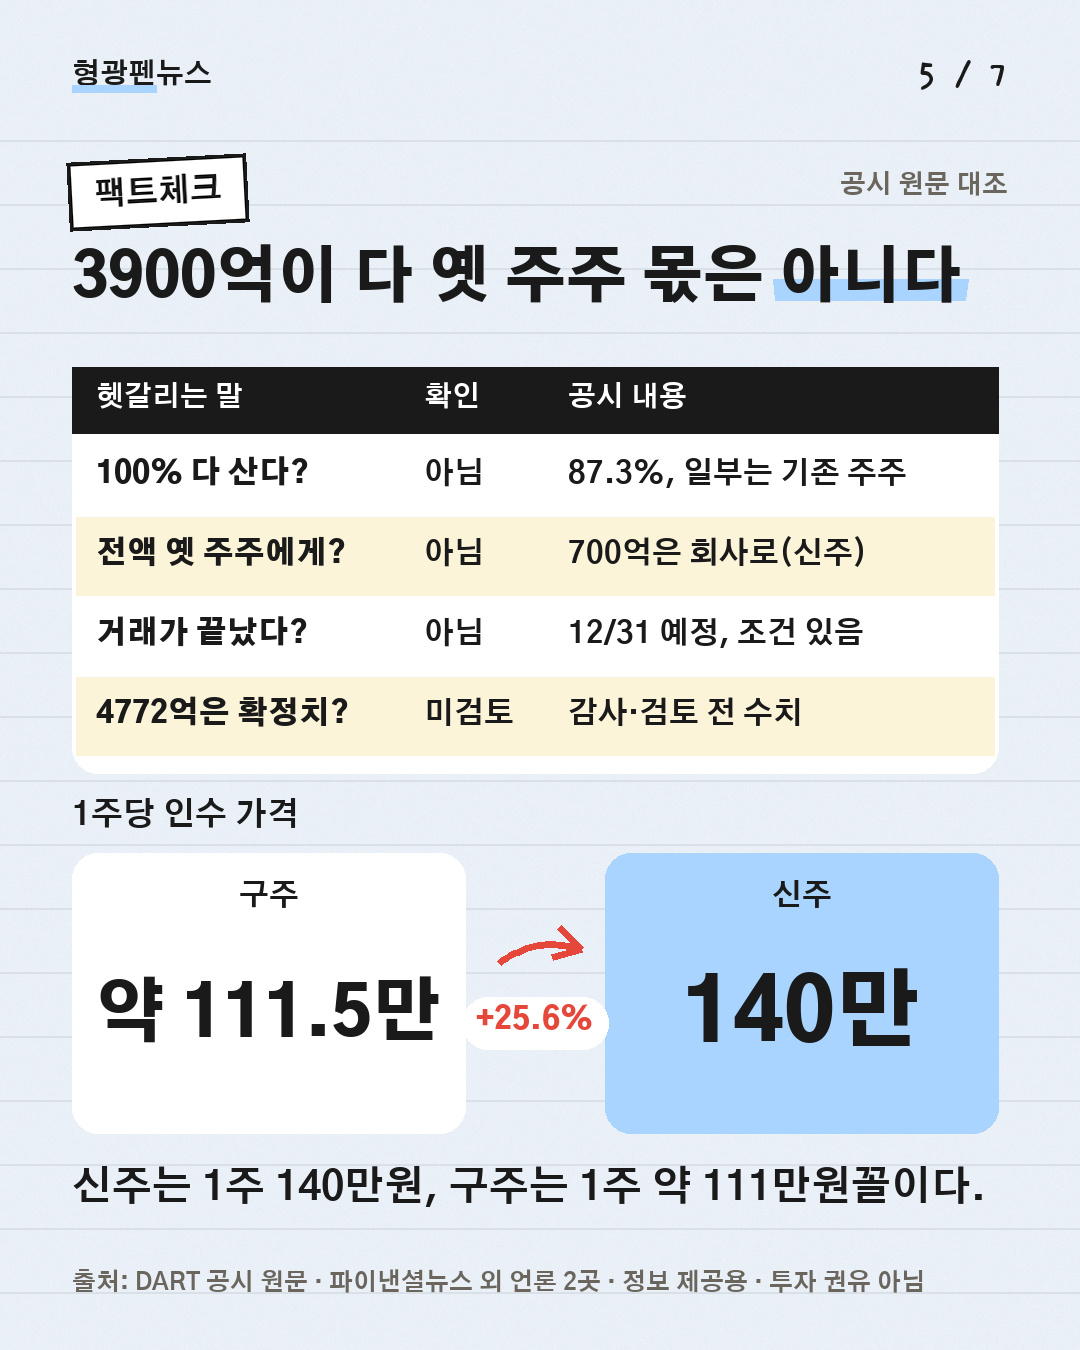 형광펜뉴스
5 / 7
팩트체크
공시 원문 대조
3900억이 다 옛 주주 몫은 아니다
헷갈리는 말 확인 공시 내용
100% 다 산다? 아님 87.3%, 일부는 기존 주주
전액 옛 주주에게? 아님 700억은 회사로(신주)
거래가 끝났다? 아님 12/31 예정, 조건 있음
4772억은 확정치? 미검토 감사·검토 전 수치
1주당 인수 가격
구주
약 111.5만
+25.6%
신주
140만
신주는 1주 140만원, 구주는 1주 약 111만원꼴이다.
출처: DART 공시 원문 · 파이낸셜뉴스 외 언론 2곳 · 정보 제공용 · 투자 권유 아님